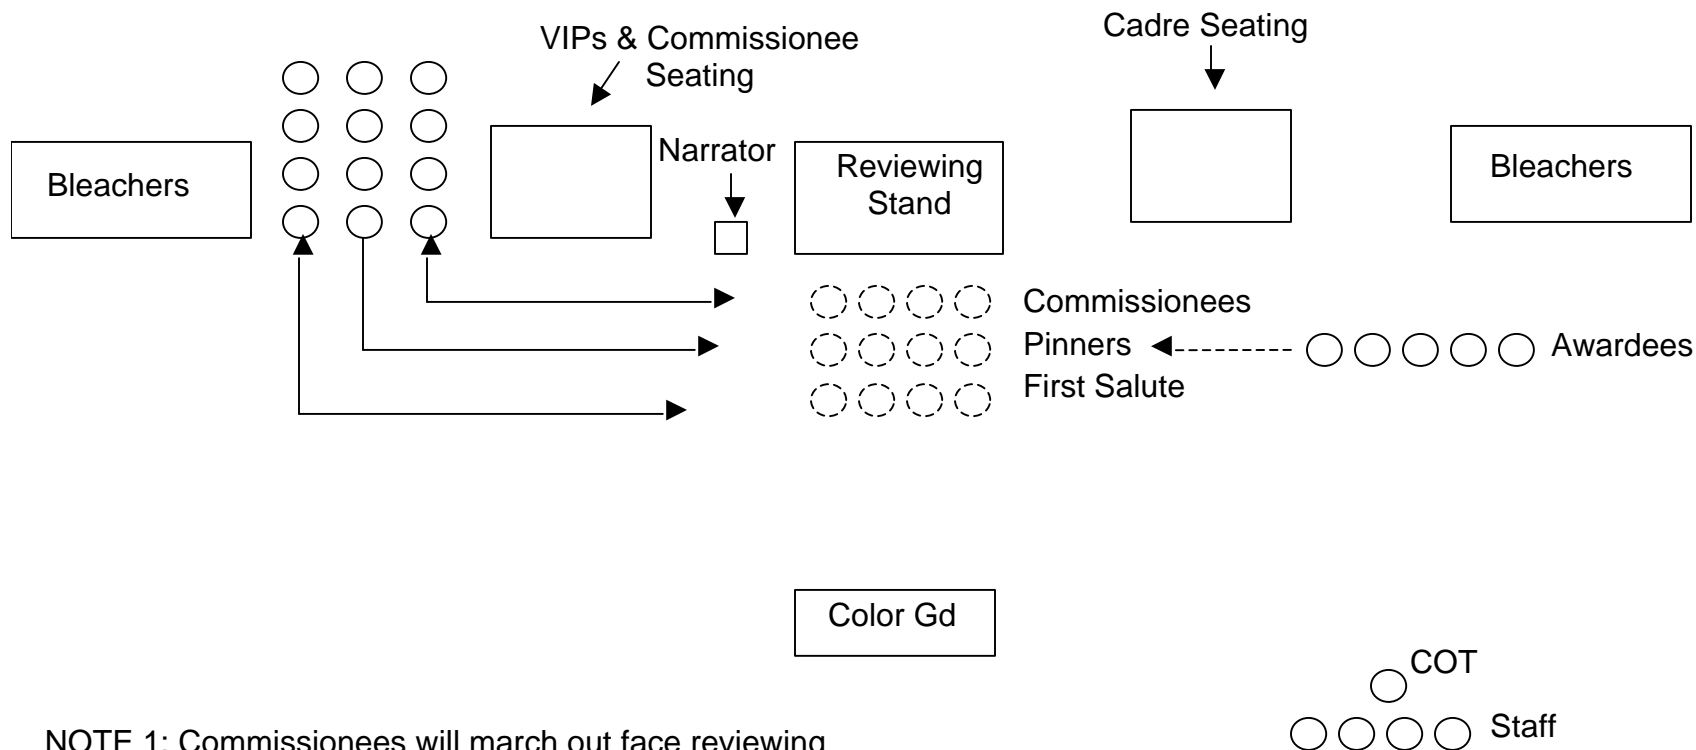 VIPs & Commissionee
Seating
Cadre Seating
Bleachers
Narrator
Reviewing
Stand
Bleachers
Commissionees
Pinners
First Salute
Awardees
Color Gd
COT
Staff
NOTE 1: Commissionees will march out face reviewing